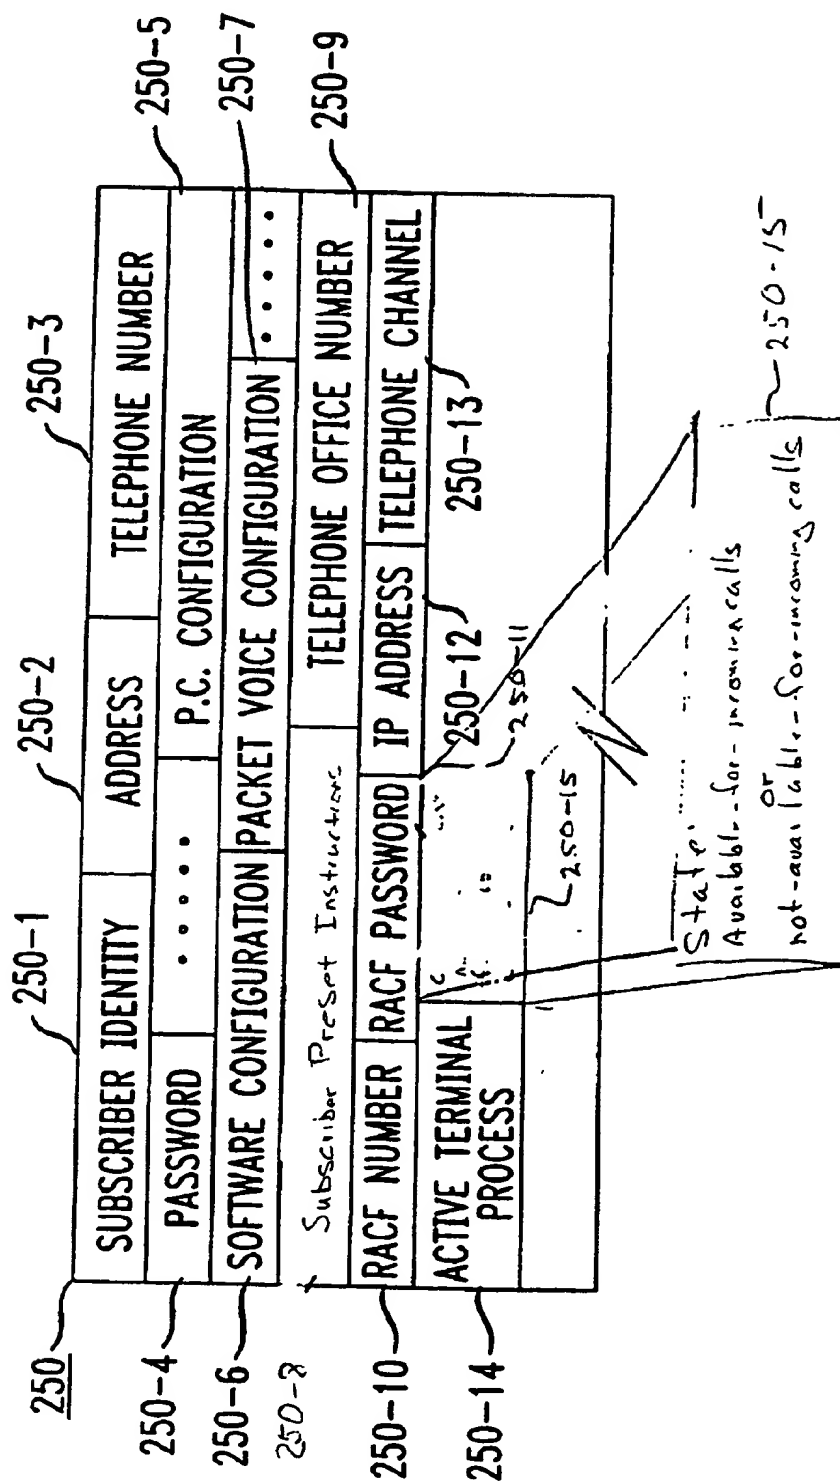 250
250-1
250-2
250-3
SUBSCRIBER IDENTITY
ADDRESS
TELEPHONE NUMBER
250-4
PASSWORD
•••••
P.C. CONFIGURATION
250-5
250-6
SOFTWARE CONFIGURATION
PACKET VOICE CONFIGURATION
•••••
250-7
250-8
Subscriber Preset Instructions
TELEPHONE OFFICE NUMBER
250-9
250-10
RACF NUMBER
RACF PASSWORD
IP ADDRESS
TELEPHONE CHANNEL
250-12
250-13
250-11
250-14
ACTIVE TERMINAL
PROCESS
250-15
State:
Available-for-incoming calls
or
not-available-for-incoming calls
250-15